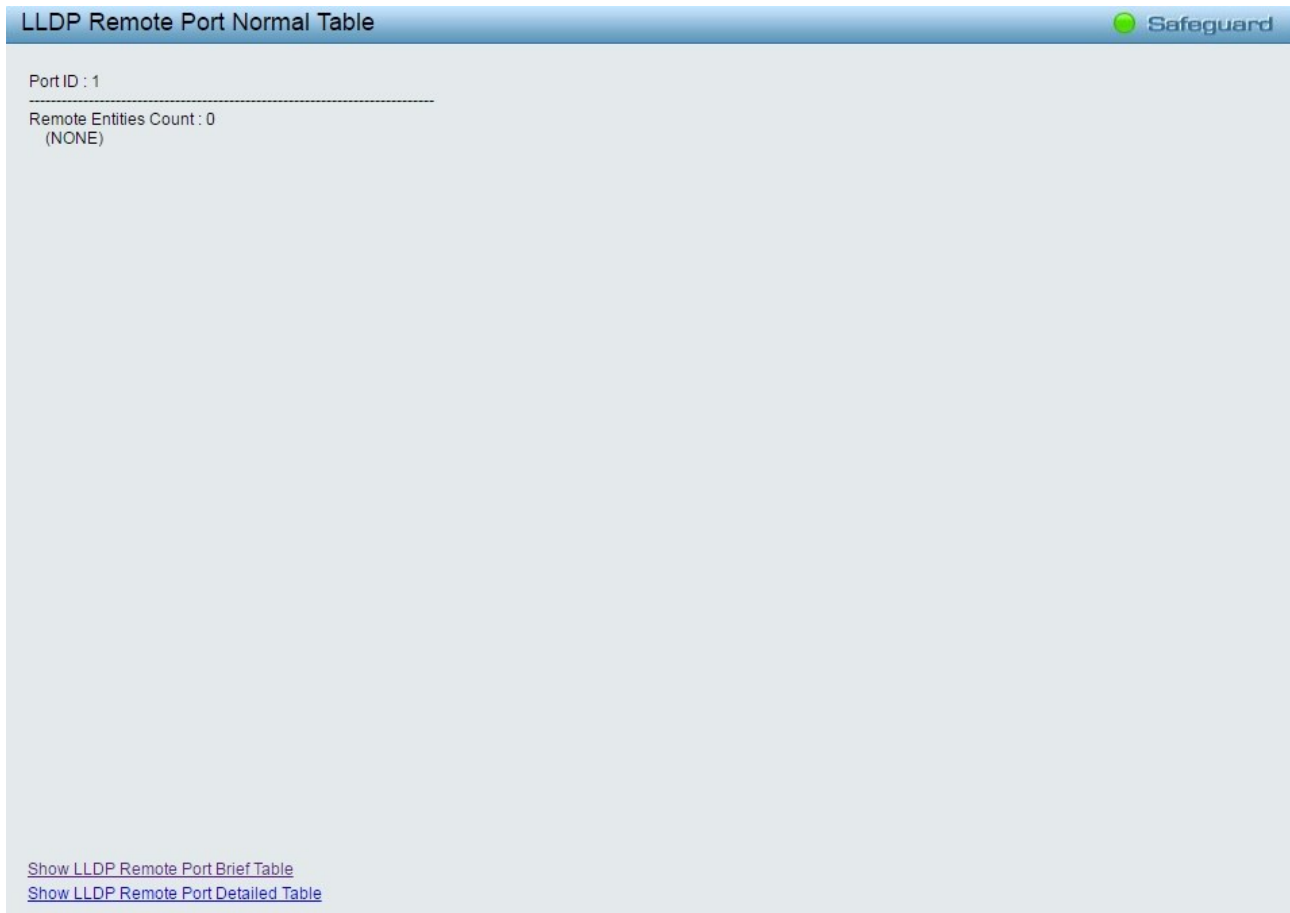 LLDP Remote Port Normal Table
Safeguard
Port ID : 1
---------------------------------------------------------------------------
Remote Entities Count : 0
(NONE)
Show LLDP Remote Port Brief Table
Show LLDP Remote Port Detailed Table